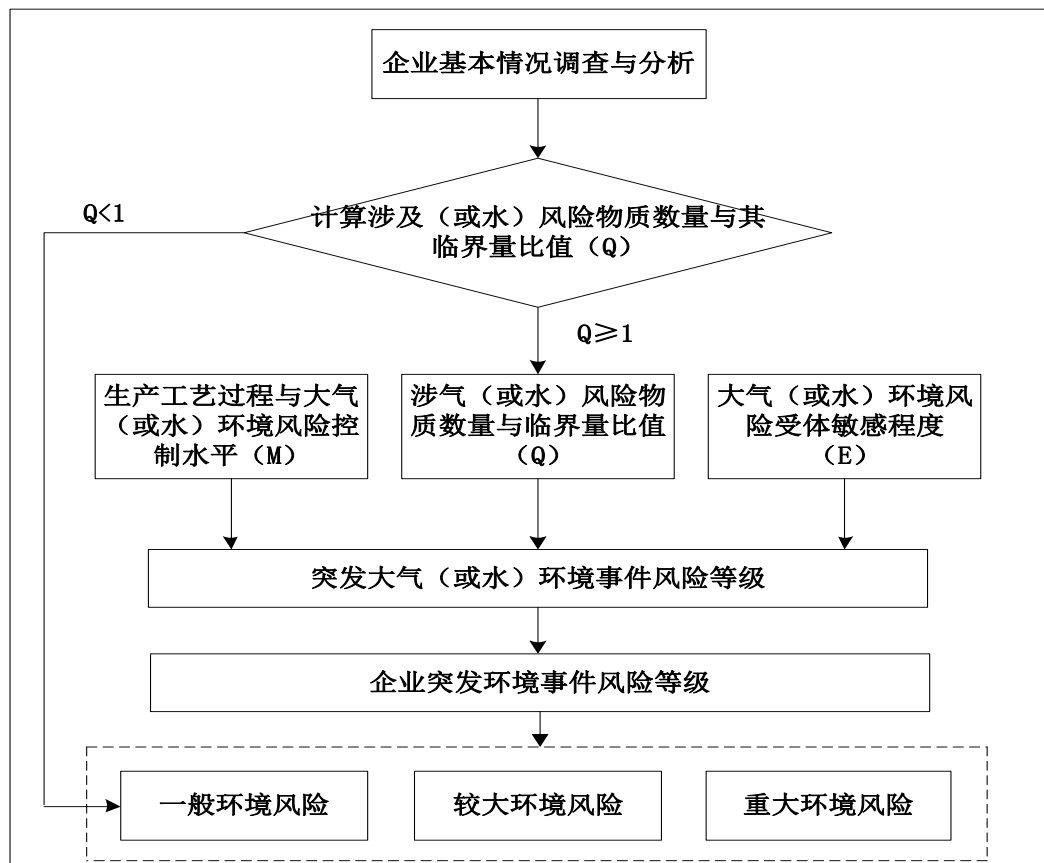 企业基本情况调查与分析
Q<1
计算涉及（或水）风险物质数量与其
临界量比值（Q）
Q≥1
生产工艺过程与大气
（或水）环境风险控
制水平（M）
涉气（或水）风险物
质数量与临界量比值
（Q）
大气（或水）环境风
险受体敏感程度
（E）
突发大气（或水）环境事件风险等级
企业突发环境事件风险等级
一般环境风险
较大环境风险
重大环境风险